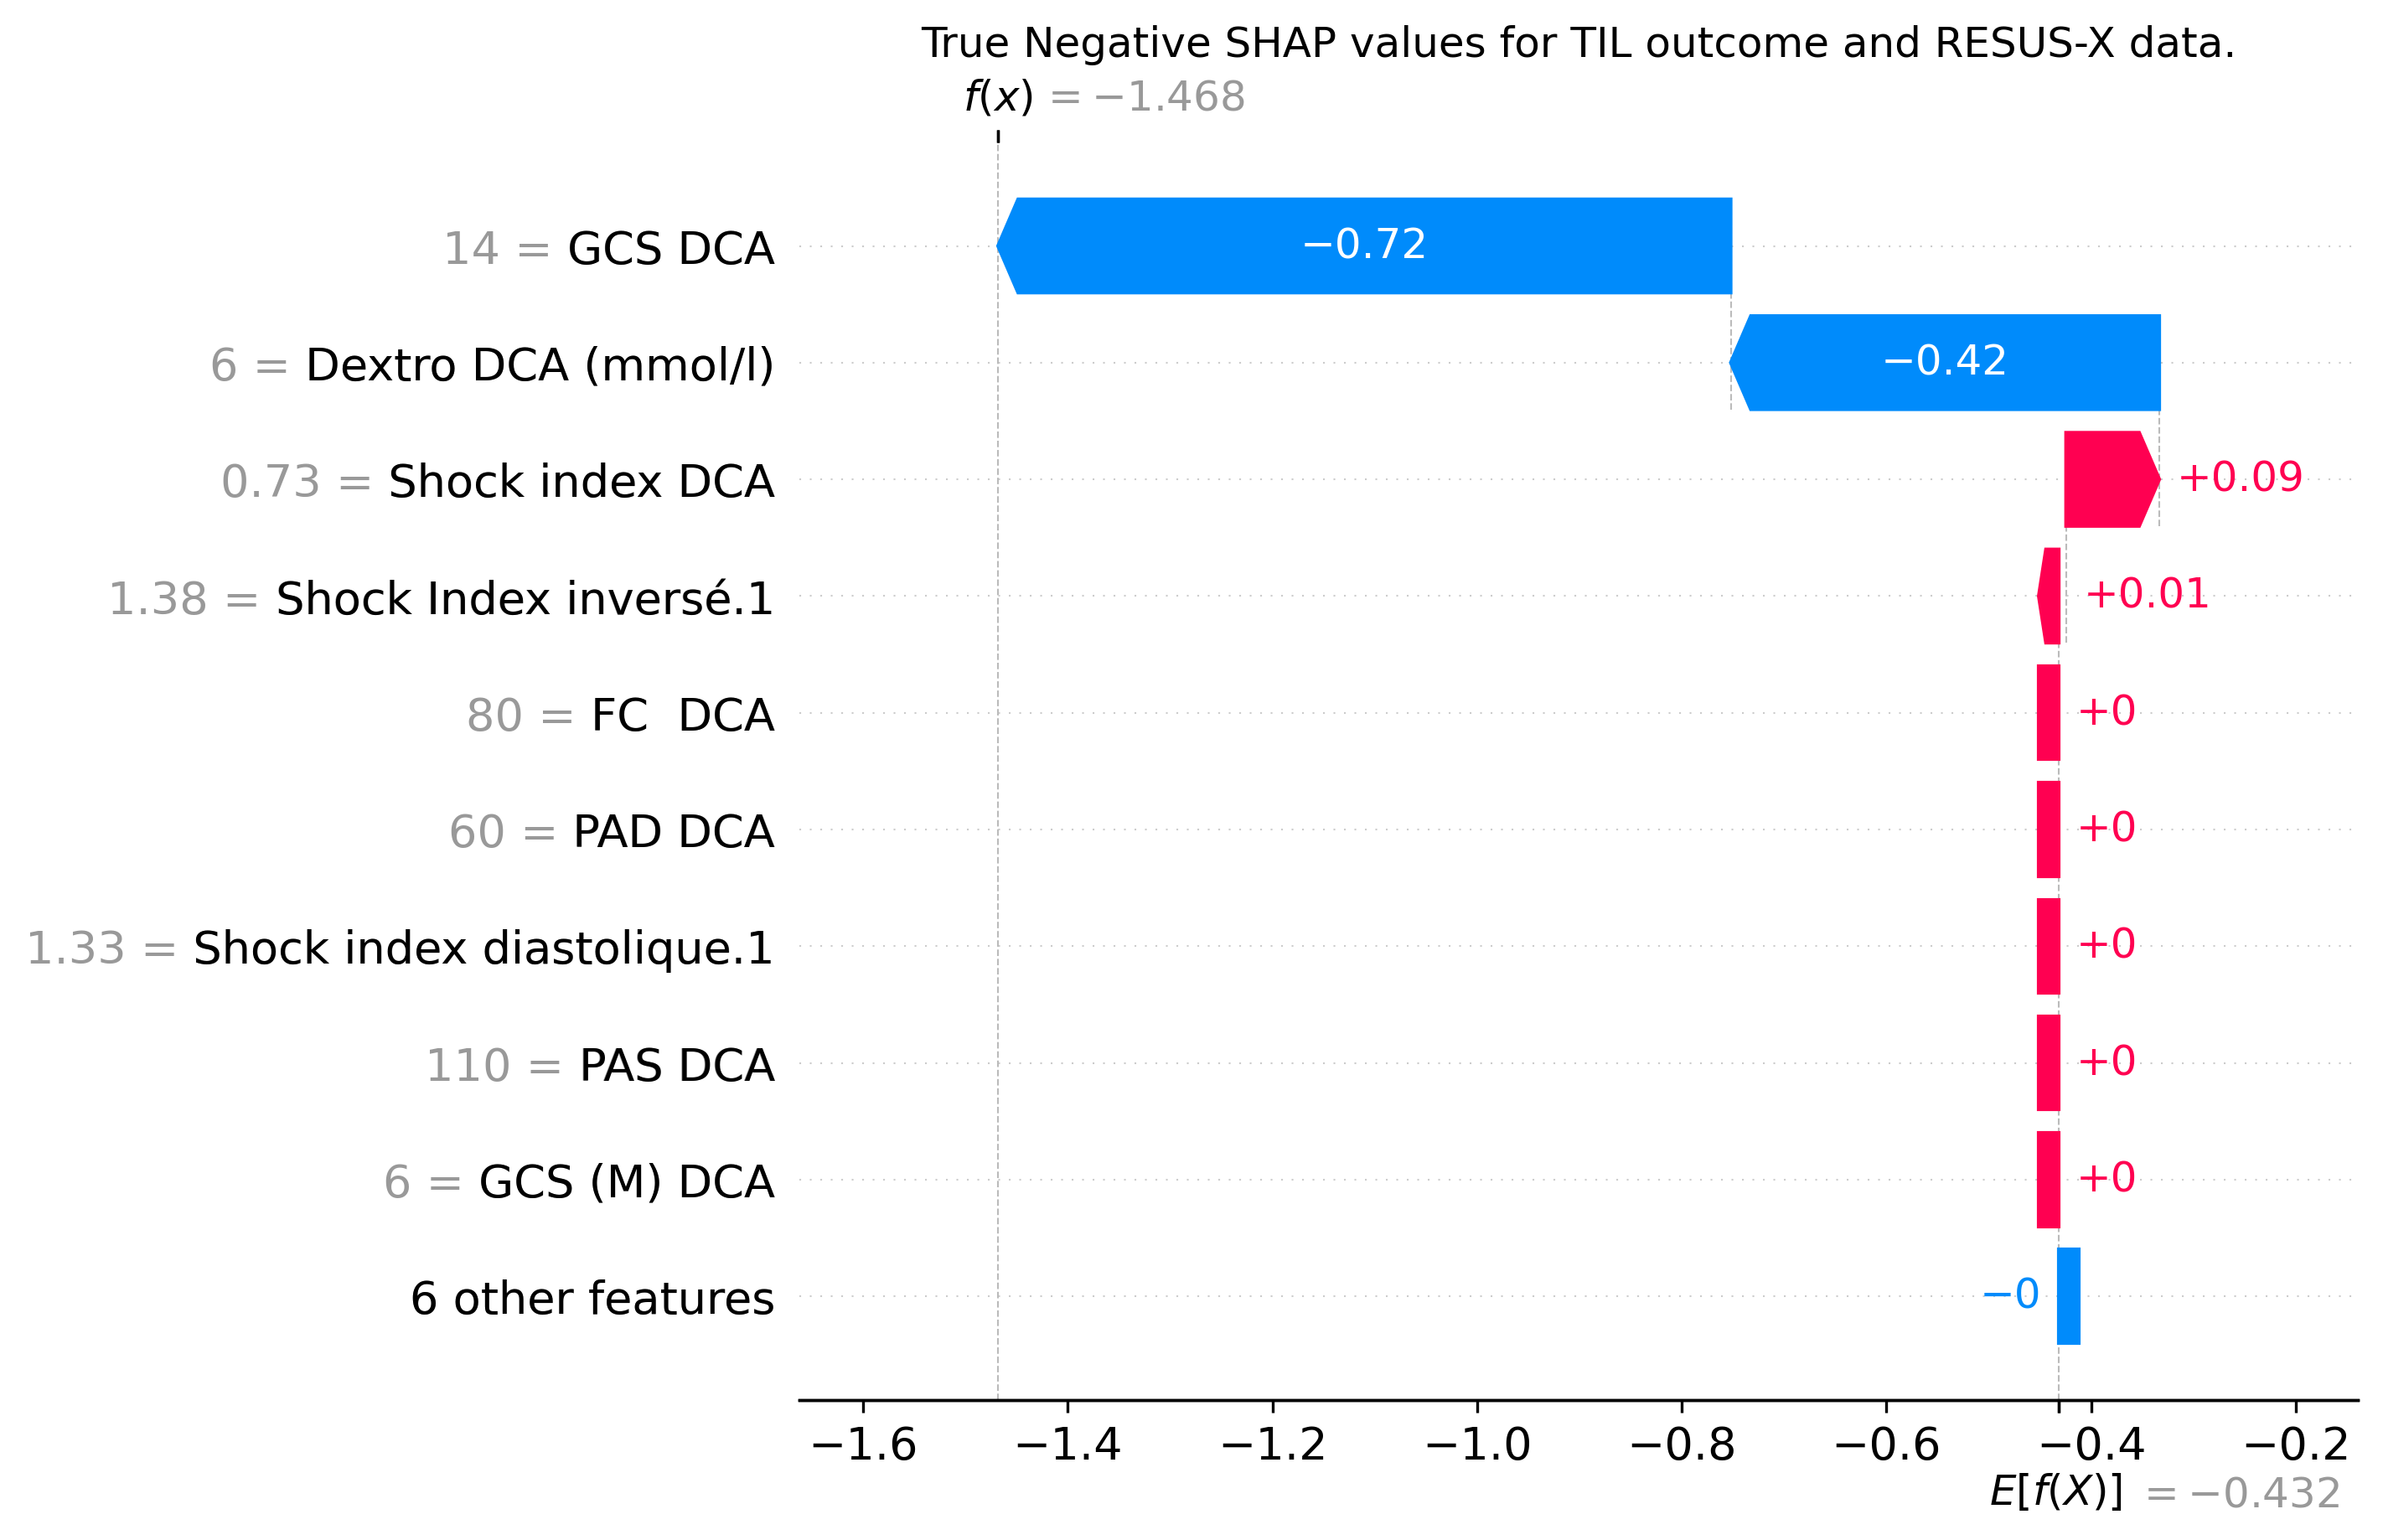 True Negative SHAP values for TIL outcome and RESUS-X data.
f(x) = −1.468
14 = GCS DCA −0.72
6 = Dextro DCA (mmol/l) −0.42
0.73 = Shock index DCA +0.09
1.38 = Shock Index inversé.1 +0.01
80 = FC  DCA +0
60 = PAD DCA +0
1.33 = Shock index diastolique.1 +0
110 = PAS DCA +0
6 = GCS (M) DCA +0
6 other features −0
−1.6 −1.4 −1.2 −1.0 −0.8 −0.6 −0.4 −0.2
E[f(X)] = −0.432